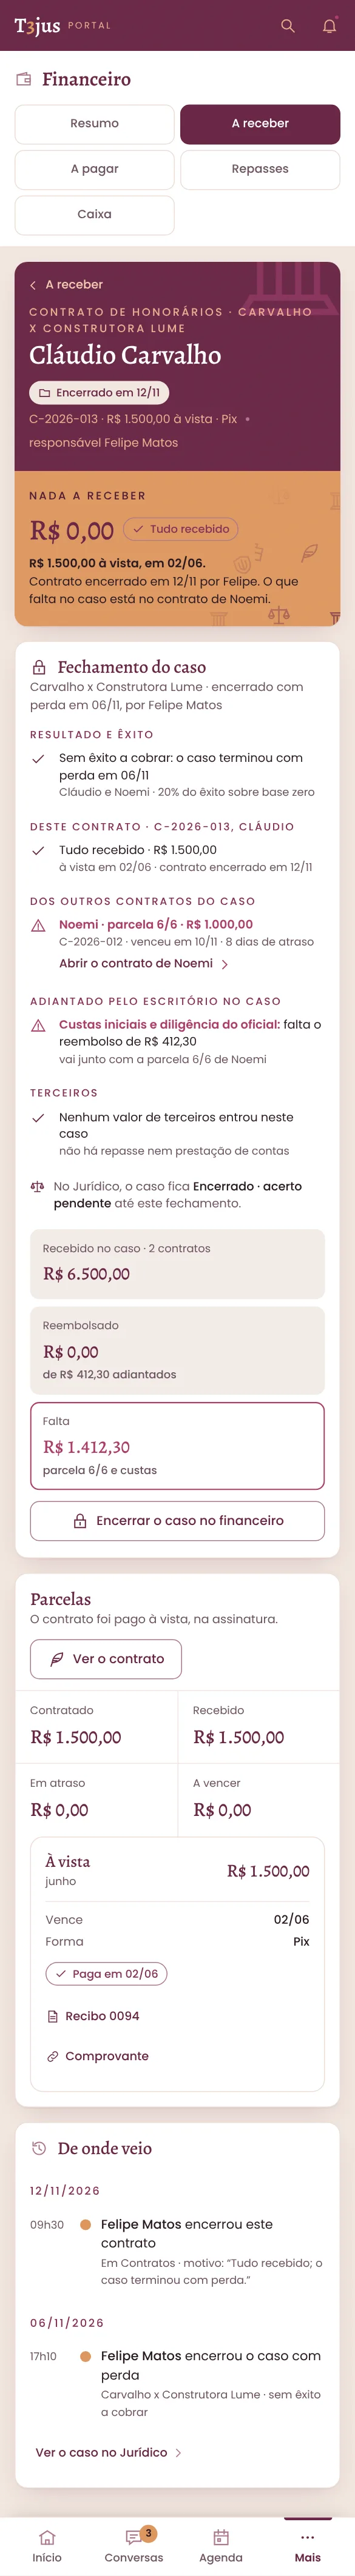 T3jus PORTAL
Financeiro
Resumo
A receber
A pagar
Repasses
Caixa
A receber
CONTRATO DE HONORÁRIOS · CARVALHO
X CONSTRUTORA LUME
Cláudio Carvalho
Encerrado em 12/11
C-2026-013 · R$ 1.500,00 à vista · Pix
responsável Felipe Matos
NADA A RECEBER
R$ 0,00
Tudo recebido
R$ 1.500,00 à vista, em 02/06.
Contrato encerrado em 12/11 por Felipe. O que
falta no caso está no contrato de Noemi.
Fechamento do caso
Carvalho x Construtora Lume · encerrado com
perda em 06/11, por Felipe Matos
RESULTADO E ÊXITO
Sem êxito a cobrar: o caso terminou com
perda em 06/11
Cláudio e Noemi · 20% do êxito sobre base zero
DESTE CONTRATO · C-2026-013, CLÁUDIO
Tudo recebido · R$ 1.500,00
à vista em 02/06 · contrato encerrado em 12/11
DOS OUTROS CONTRATOS DO CASO
Noemi · parcela 6/6 · R$ 1.000,00
C-2026-012 · venceu em 10/11 · 8 dias de atraso
Abrir o contrato de Noemi
ADIANTADO PELO ESCRITÓRIO NO CASO
Custas iniciais e diligência do oficial: falta o
reembolso de R$ 412,30
vai junto com a parcela 6/6 de Noemi
TERCEIROS
Nenhum valor de terceiros entrou neste
caso
não há repasse nem prestação de contas
No Jurídico, o caso fica Encerrado · acerto
pendente até este fechamento.
Recebido no caso · 2 contratos
R$ 6.500,00
Reembolsado
R$ 0,00
de R$ 412,30 adiantados
Falta
R$ 1.412,30
parcela 6/6 e custas
Encerrar o caso no financeiro
Parcelas
O contrato foi pago à vista, na assinatura.
Ver o contrato
Contratado
R$ 1.500,00
Recebido
R$ 1.500,00
Em atraso
R$ 0,00
A vencer
R$ 0,00
À vista
junho
R$ 1.500,00
Vence 02/06
Forma Pix
Paga em 02/06
Recibo 0094
Comprovante
De onde veio
12/11/2026
09h30
Felipe Matos encerrou este
contrato
Em Contratos · motivo: “Tudo recebido; o
caso terminou com perda.”
06/11/2026
17h10
Felipe Matos encerrou o caso com
perda
Carvalho x Construtora Lume · sem êxito
a cobrar
Ver o caso no Jurídico
3
Início
Conversas
Agenda
Mais